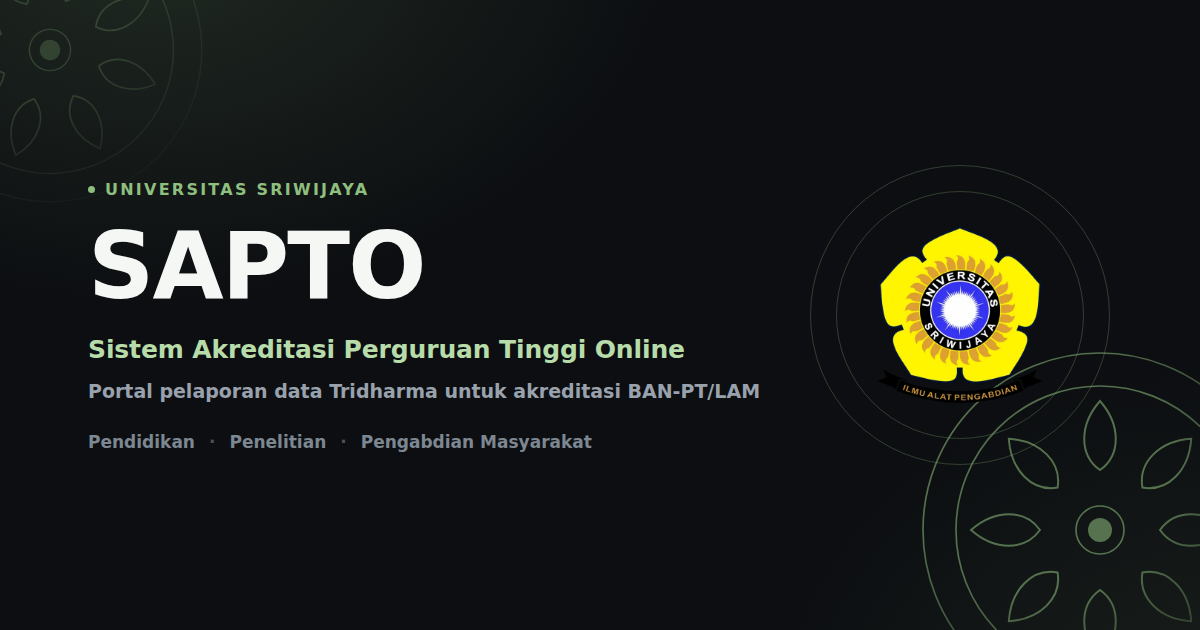 UNIVERSITAS SRIWIJAYA
SAPTO
Sistem Akreditasi Perguruan Tinggi Online
Portal pelaporan data Tridharma untuk akreditasi BAN-PT/LAM
Pendidikan · Penelitian · Pengabdian Masyarakat
UNIVERSITAS
SRIWIJAYA
ILMU ALAT PENGABDIAN